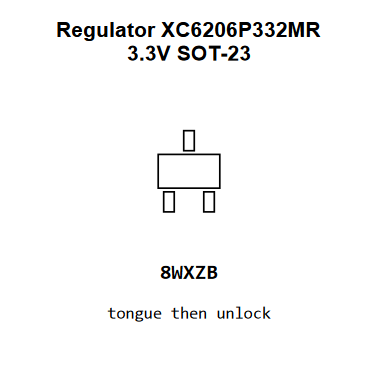 Regulator XC6206P332MR
3.3V SOT-23
8WXZB
tongue then unlock